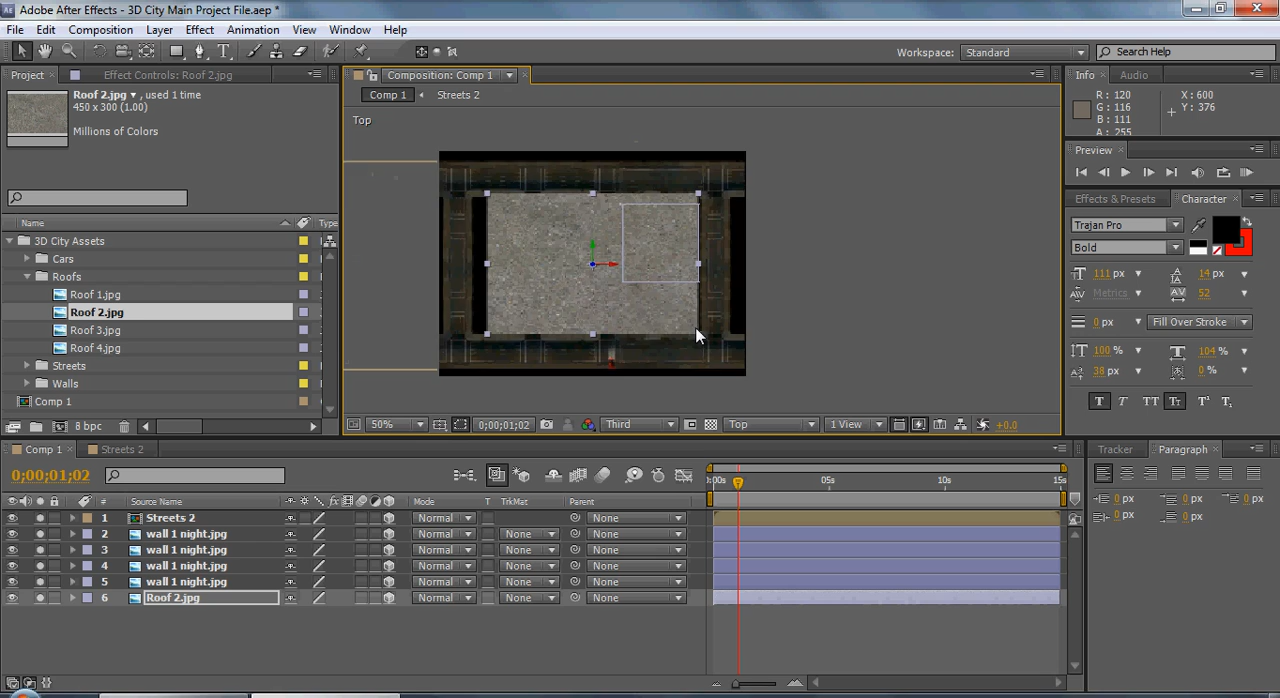 Adobe After Effects - 3D City Main Project File.aep *
File Edit Composition Layer Effect Animation View Window Help
Workspace: Standard Search Help
Project Effect Controls: Roof 2.jpg Composition: Comp 1 Info Audio
Roof 2.jpg ▾, used 1 time
450 x 300 (1.00)
Millions of Colors
Comp 1 Streets 2
Top
R : 120
G : 116
B : 111
A : 255
X : 600
Y : 376
Preview
Effects & Presets Character
Trajan Pro
Bold
111 px 14 px
Metrics 52
0 px Fill Over Stroke
100 % 104 %
38 px 0 %
T T TT Tт T¹ T,
Name
3D City Assets
Cars
Roofs
Roof 1.jpg
Roof 2.jpg
Roof 3.jpg
Roof 4.jpg
Streets
Walls
Comp 1
8 bpc
50% 0;00;01;02 Third Top 1 View +0.0
Comp 1 Streets 2
0;00;01;02
:00s 05s 10s 15s
# Source Name Mode T TrkMat Parent
1 Streets 2 Normal None
2 wall 1 night.jpg Normal None None
3 wall 1 night.jpg Normal None None
4 wall 1 night.jpg Normal None None
5 wall 1 night.jpg Normal None None
6 Roof 2.jpg Normal None None
Tracker Paragraph
0 px 0 px 0 px
0 px 0 px